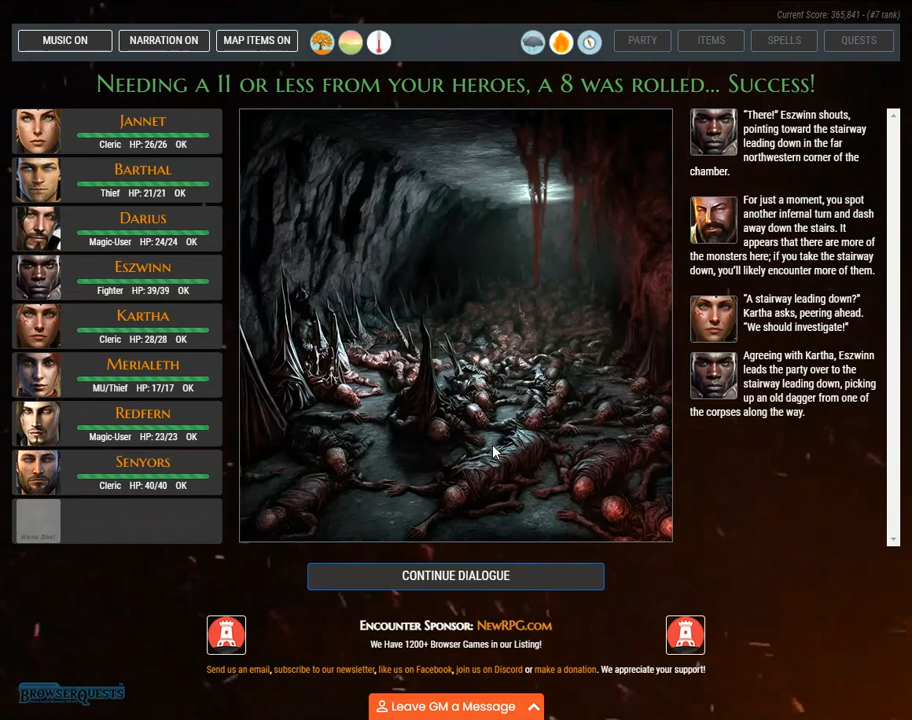 Current Score: 365,841 - (#7 rank)
MUSIC ON
NARRATION ON
MAP ITEMS ON
PARTY
ITEMS
SPELLS
QUESTS
Needing a 11 or less from your heroes, a 8 was rolled... Success!
Jannet
Cleric HP: 26/26 OK
Barthal
Thief HP: 21/21 OK
Darius
Magic-User HP: 24/24 OK
Eszwinn
Fighter HP: 39/39 OK
Kartha
Cleric HP: 28/28 OK
Merialeth
MU/Thief HP: 17/17 OK
Redfern
Magic-User HP: 23/23 OK
Senyors
Cleric HP: 40/40 OK
Hero Slot
"There!" Eszwinn shouts,
pointing toward the stairway
leading down in the far
northwestern corner of the
chamber.
For just a moment, you spot
another infernal turn and dash
away down the stairs. It
appears that there are more of
the monsters here; if you take the stairway
down, you'll likely encounter more of them.
"A stairway leading down?"
Kartha asks, peering ahead.
"We should investigate!"
Agreeing with Kartha, Eszwinn
leads the party over to the
stairway leading down, picking
up an old dagger from one of
the corpses along the way.
CONTINUE DIALOGUE
Encounter Sponsor: NewRPG.com
We Have 1200+ Browser Games in our Listing!
Send us an email, subscribe to our newsletter, like us on Facebook, join us on Discord or make a donation. We appreciate your support!
BrowserQuests
Leave GM a Message